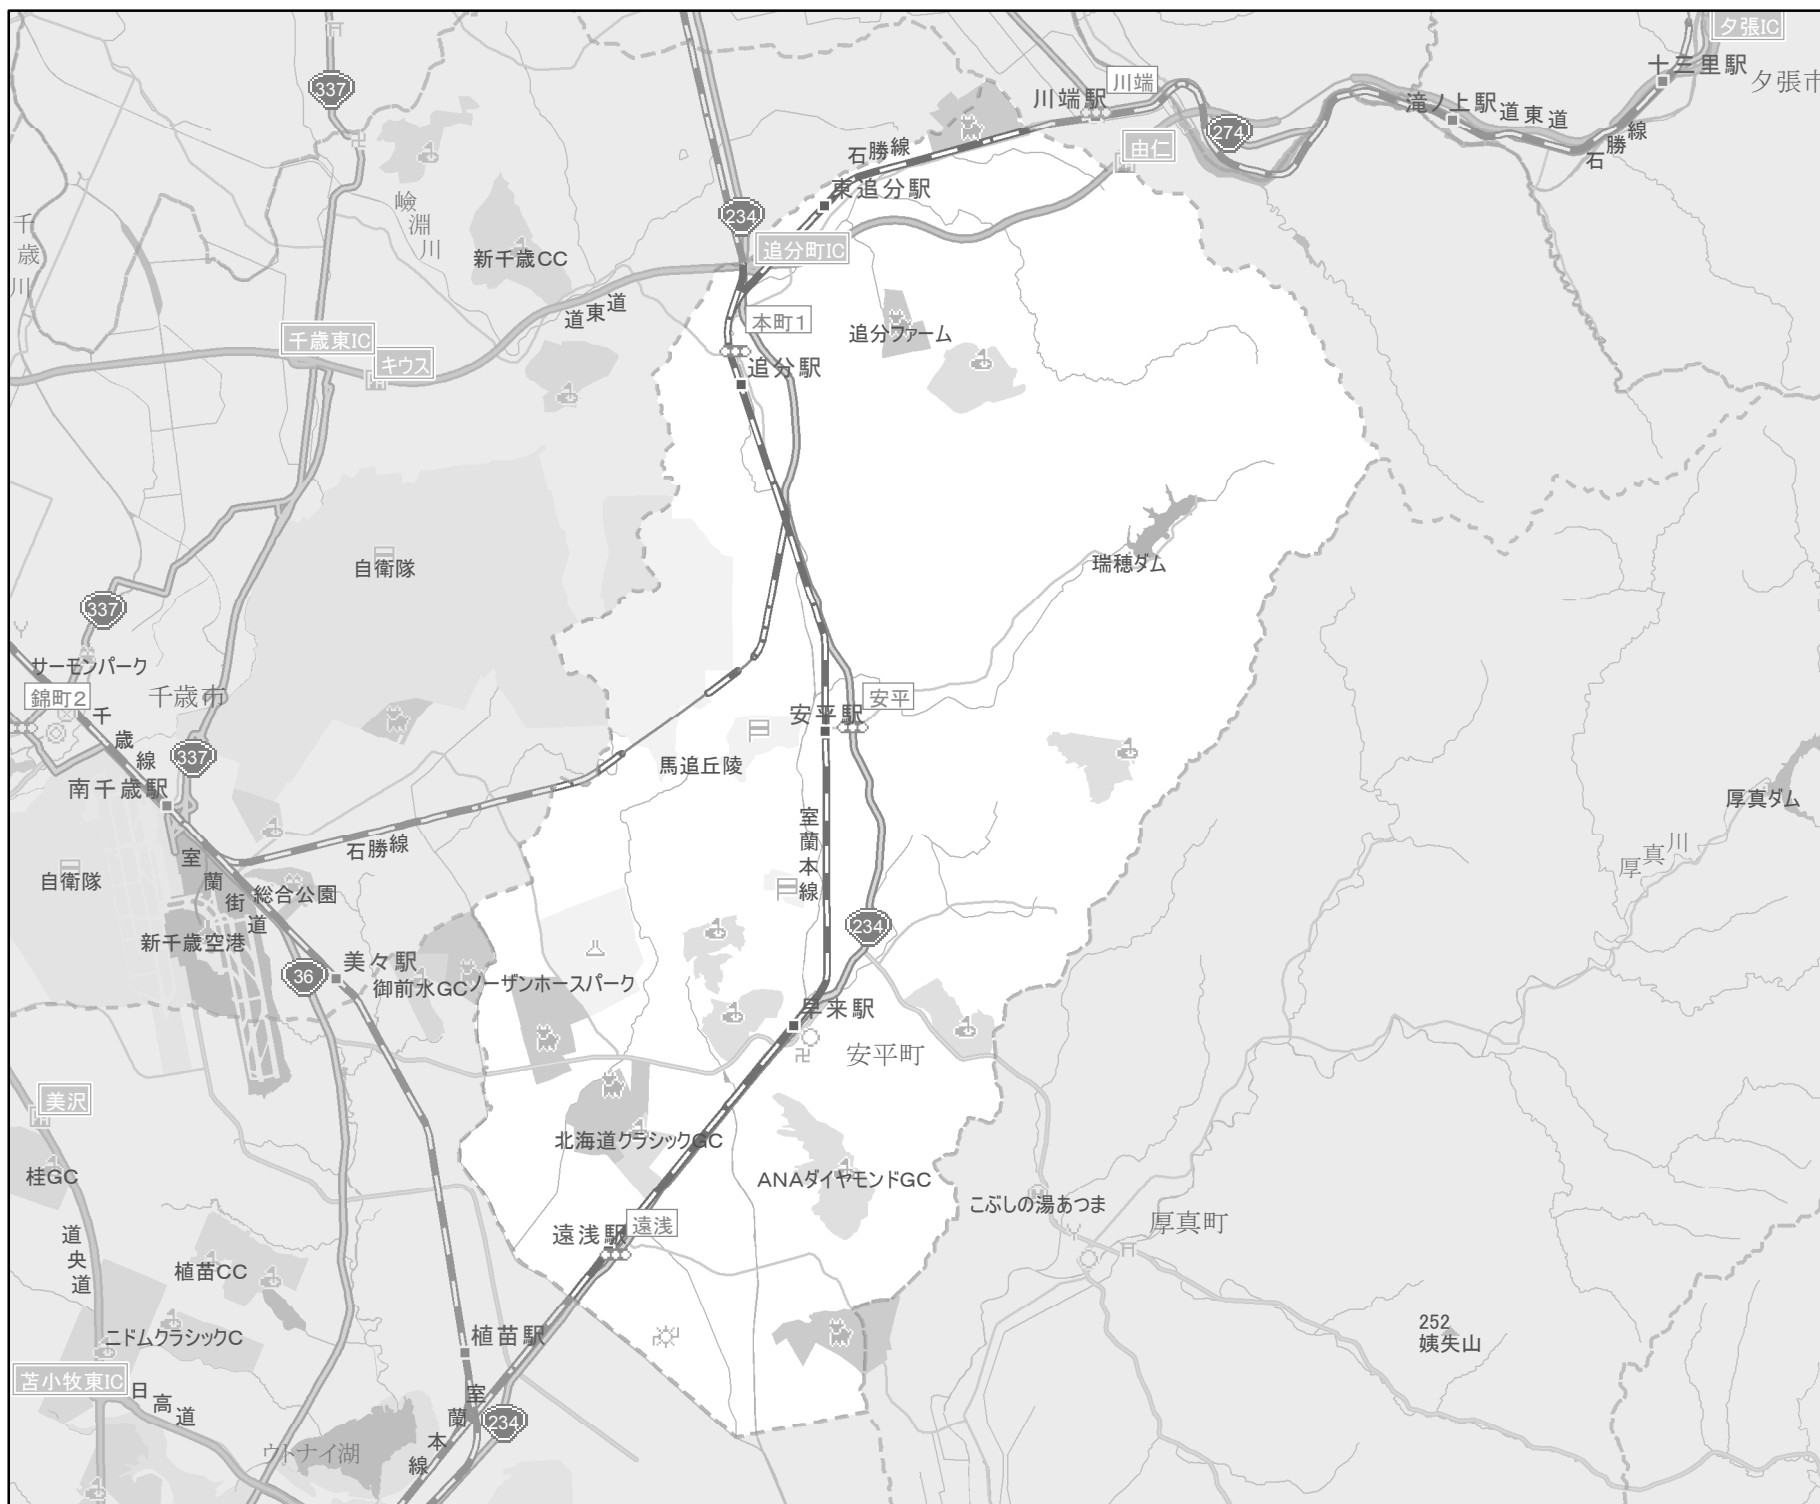 夕張IC
十三里駅
夕張市
337
川端
川端駅
滝ノ上駅
道東道
274
石勝線
由仁
石勝線
東追分駅
嶮淵川
千歳川
234
追分町IC
新千歳CC
道東道
本町1
千歳東IC
キウス
追分ファーム
追分駅
自衛隊
瑞穂ダム
337
サーモンパーク
錦町2
千歳市
安平
千歳線
安平駅
337
馬追丘陵
南千歳駅
厚真ダム
室蘭本線
石勝線
厚真川
自衛隊
室蘭街道
総合公園
234
新千歳空港
美々駅
36
御前水GC
ノーザンホースパーク
早来駅
安平町
美沢
北海道クラシックGC
桂GC
ANAダイヤモンドGC
こぶしの湯あつま
厚真町
遠浅
遠浅駅
道央道
植苗CC
252
姨失山
ニドムクラシックC
植苗駅
苫小牧東IC
日高道
室蘭本線
234
ウトナイ湖